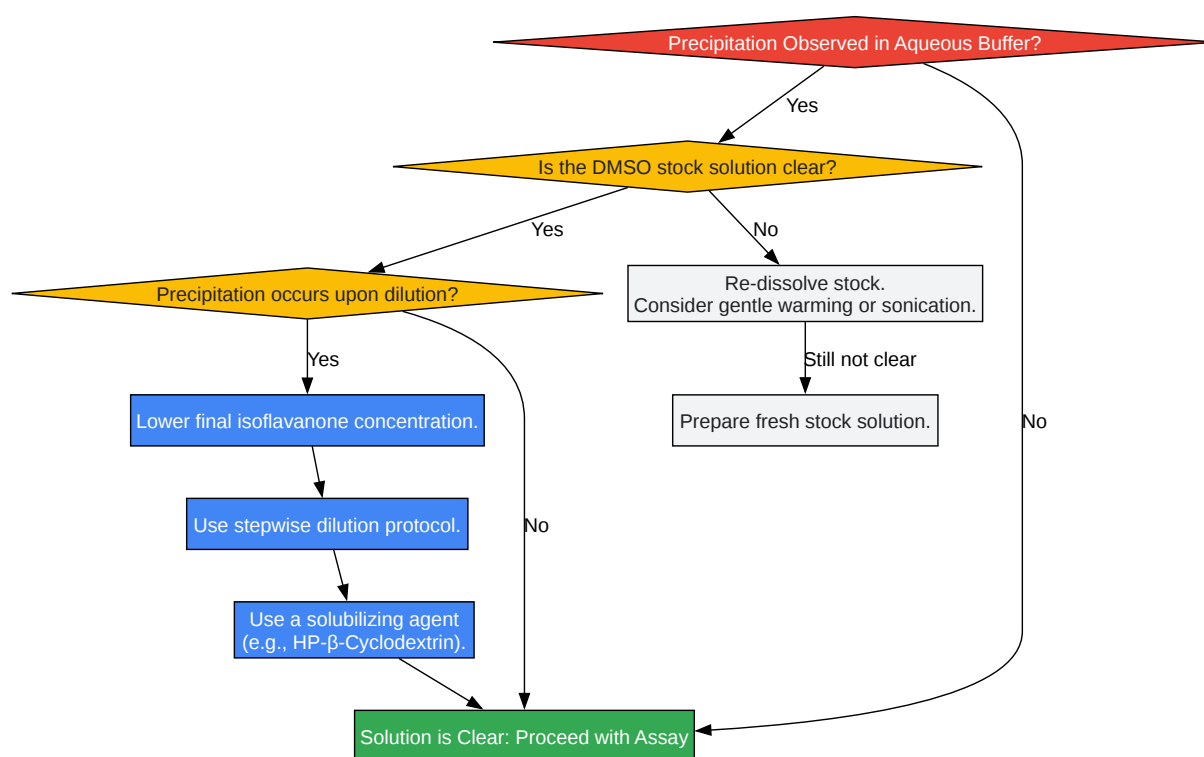 Precipitation Observed in Aqueous Buffer?
Yes
Is the DMSO stock solution clear?
Yes
No
Precipitation occurs upon dilution?
Re-dissolve stock.
Consider gentle warming or sonication.
Yes
Still not clear
Lower final isoflavanone concentration.
Prepare fresh stock solution.
No
Use stepwise dilution protocol.
No
Use a solubilizing agent
(e.g., HP-β-Cyclodextrin).
Solution is Clear: Proceed with Assay